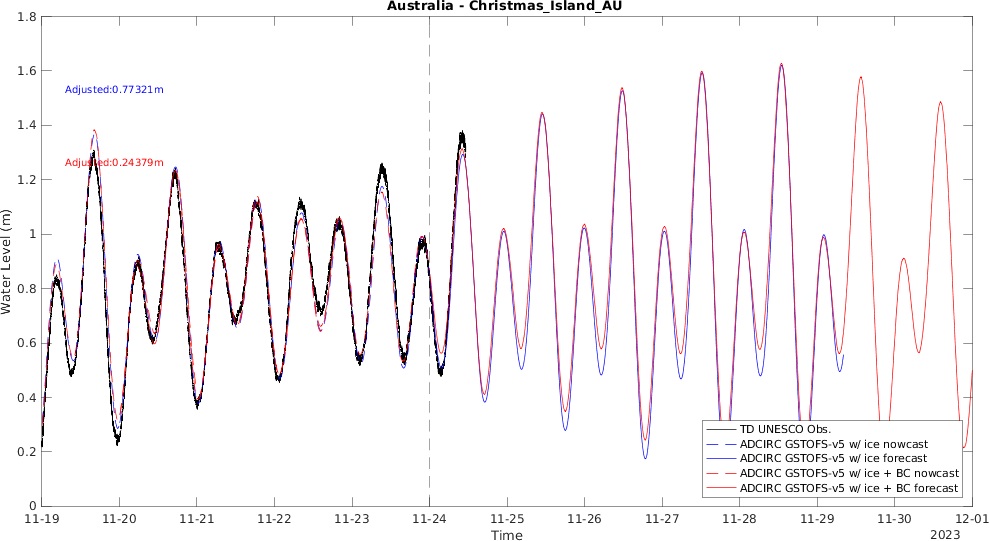 Australia - Christmas_Island_AU
1.8
1.6
1.4
1.2
1
0.8
0.6
0.4
0.2
0
Water Level (m)
Adjusted:0.77321m
Adjusted:0.24379m
TD UNESCO Obs.
ADCIRC GSTOFS-v5 w/ ice nowcast
ADCIRC GSTOFS-v5 w/ ice forecast
ADCIRC GSTOFS-v5 w/ ice + BC nowcast
ADCIRC GSTOFS-v5 w/ ice + BC forecast
11-19 11-20 11-21 11-22 11-23 11-24 11-25 11-26 11-27 11-28 11-29 11-30 12-01
Time
2023